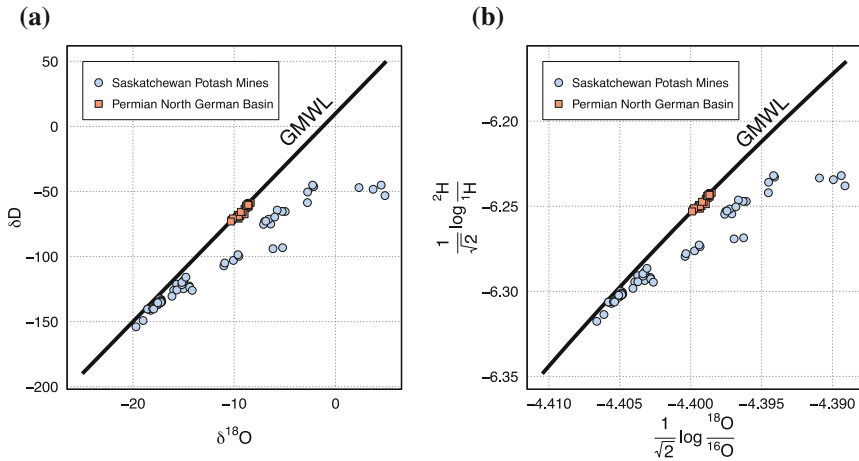 (a)
(b)
50
0
−50
−100
−150
−200
δD
Saskatchewan Potash Mines
Permian North German Basin
GMWL
−20
−10
0
δ¹⁸O
−6.20
−6.25
−6.30
−6.35
1/√2 log ²H/¹H
Saskatchewan Potash Mines
Permian North German Basin
GMWL
−4.410
−4.405
−4.400
−4.395
−4.390
1/√2 log ¹⁸O/¹⁶O